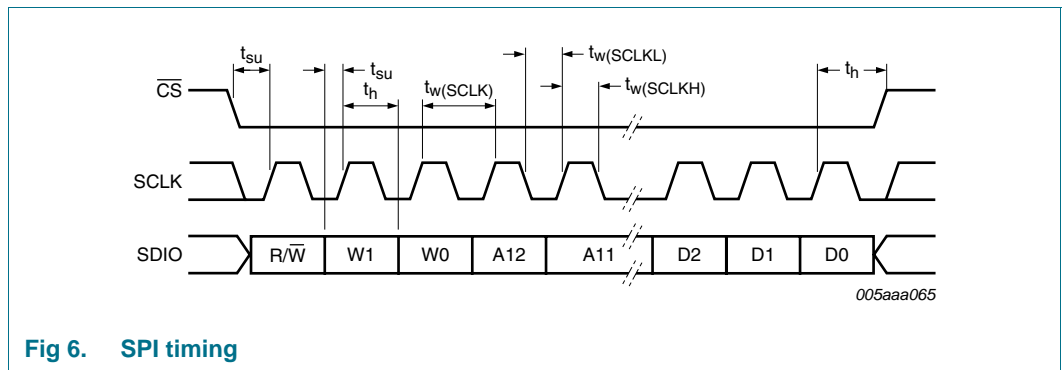 tsu
tsu
th
tw(SCLK)
tw(SCLKL)
tw(SCLKH)
th
CS
SCLK
SDIO
R/W W1 W0 A12 A11 D2 D1 D0
005aaa065
Fig 6. SPI timing